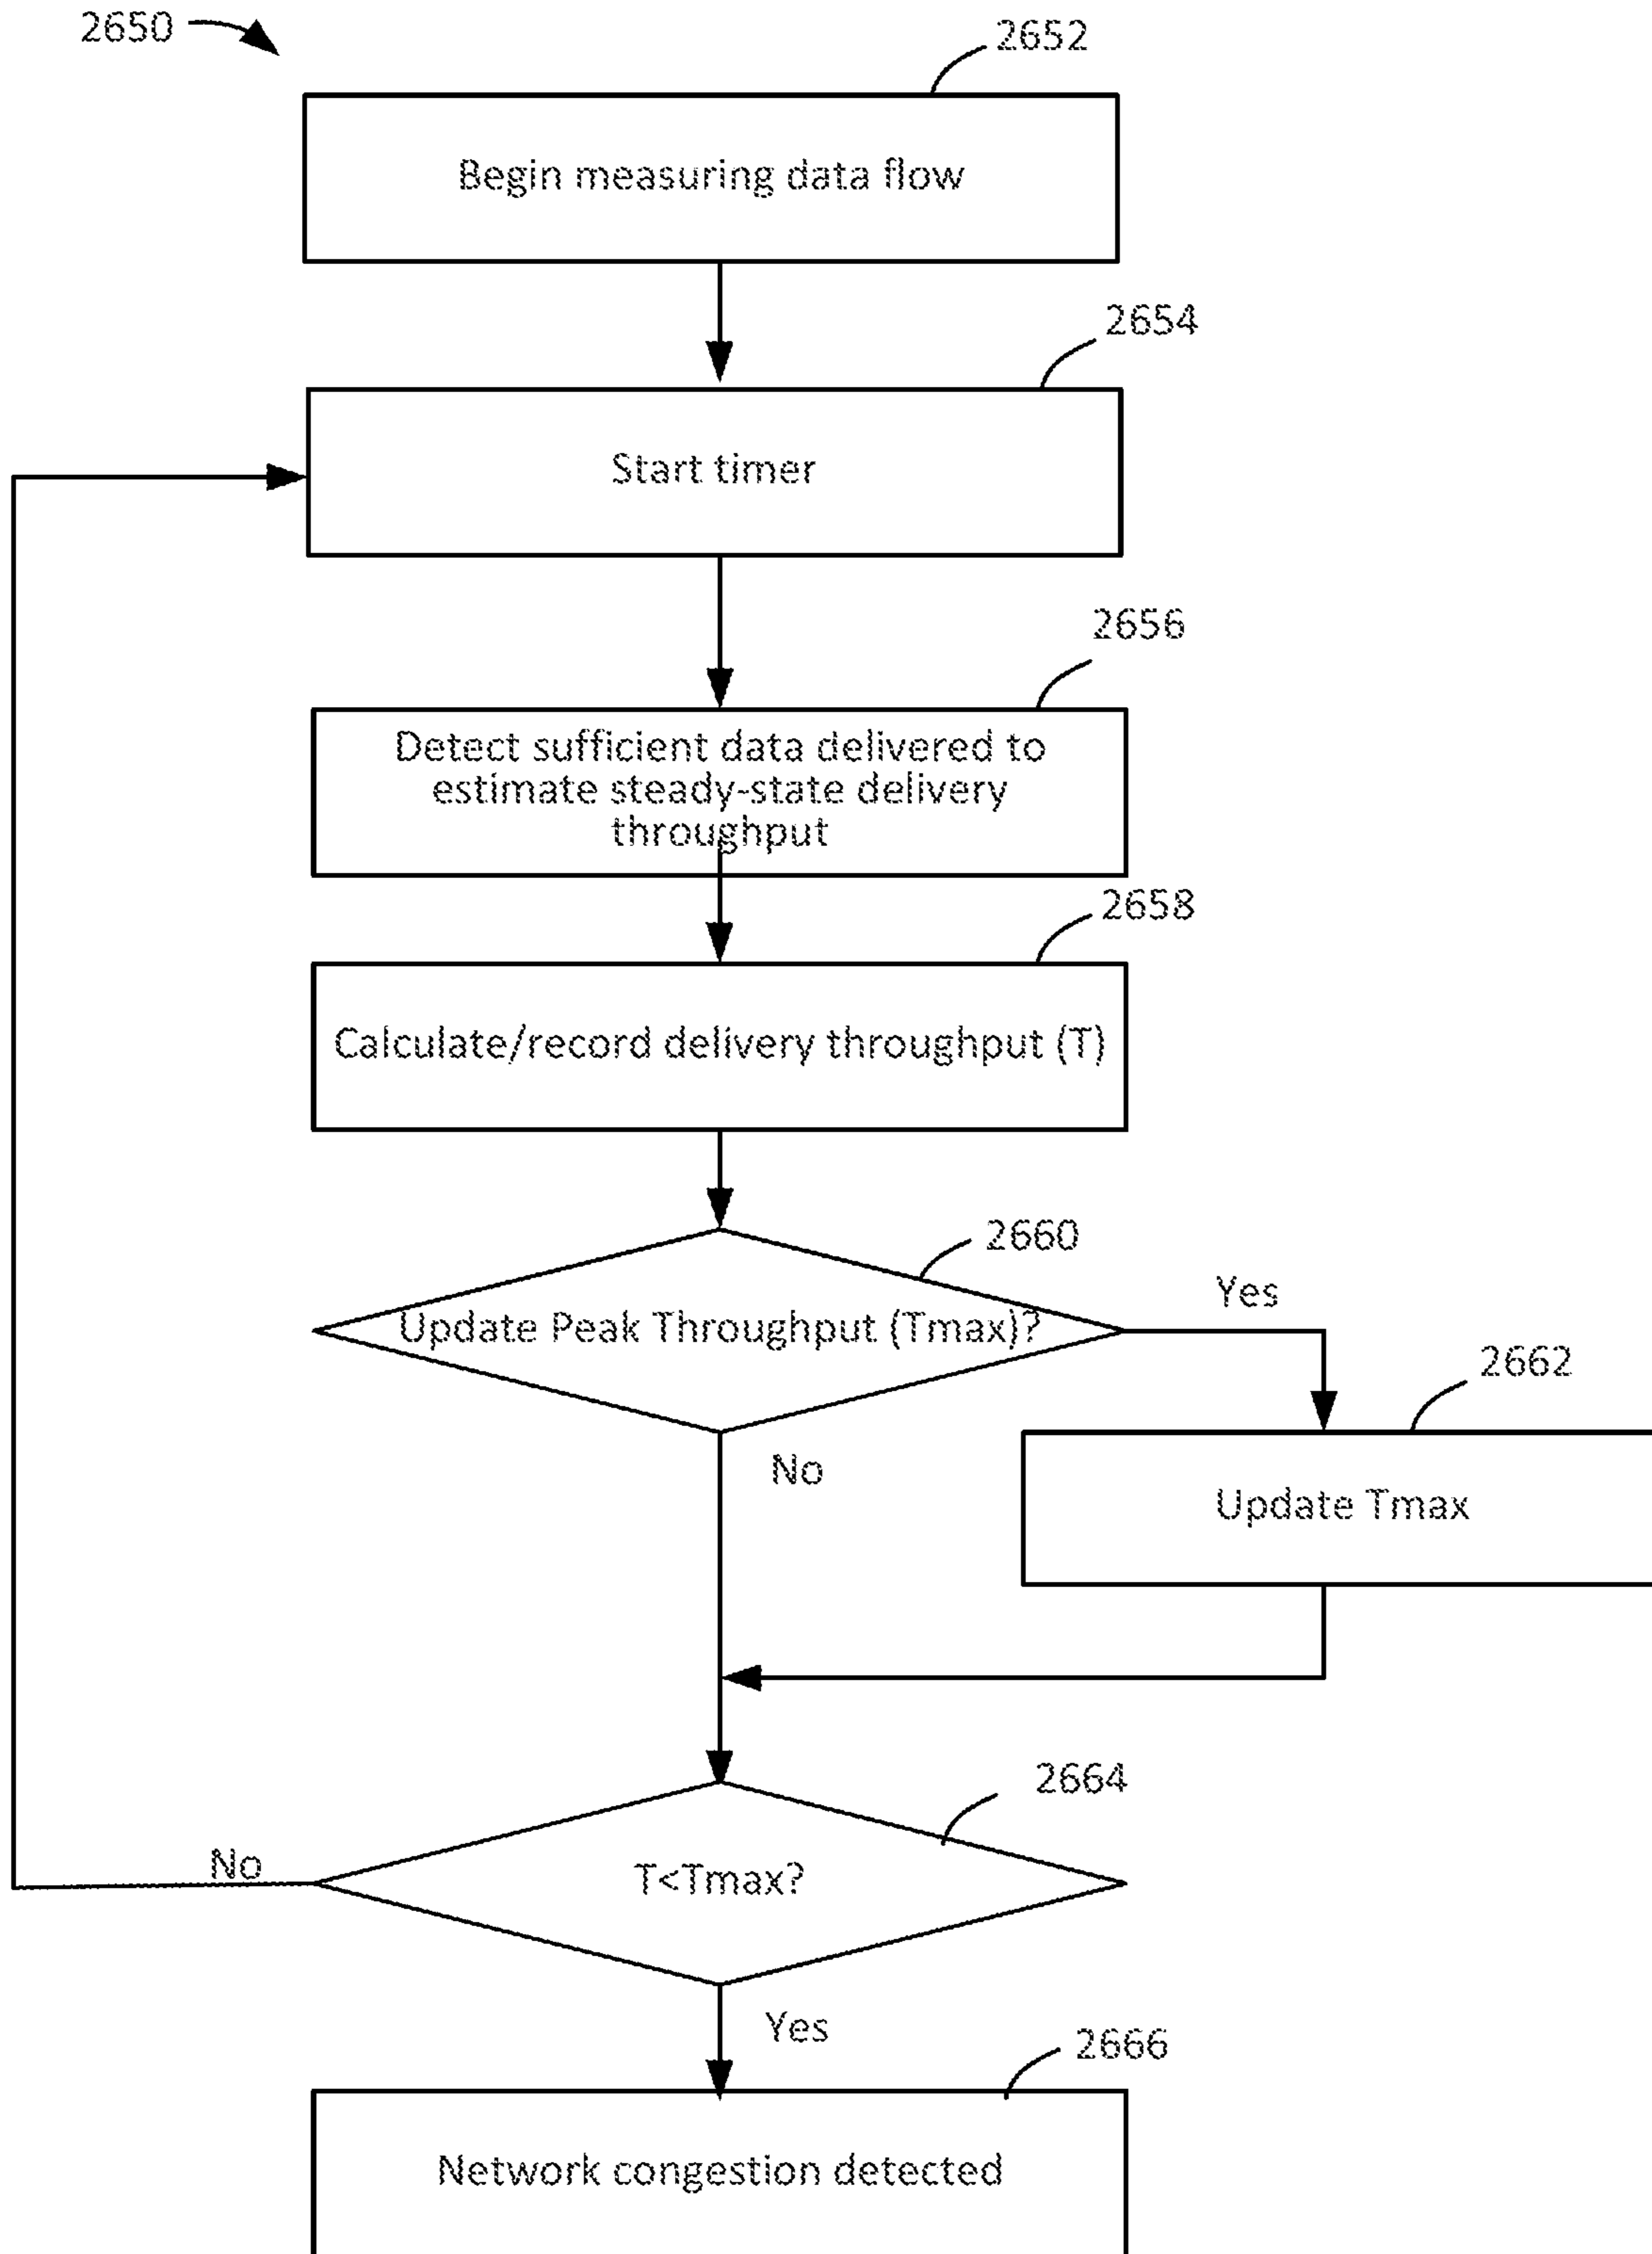 2650
2652
Begin measuring data flow
2654
Start timer
2656
Detect sufficient data delivered to
estimate steady-state delivery
throughput
2658
Calculate/record delivery throughput (T)
2660
Update Peak Throughput (Tmax)?
Yes
2662
No
Update Tmax
2664
No
T<Tmax?
Yes
2666
Network congestion detected